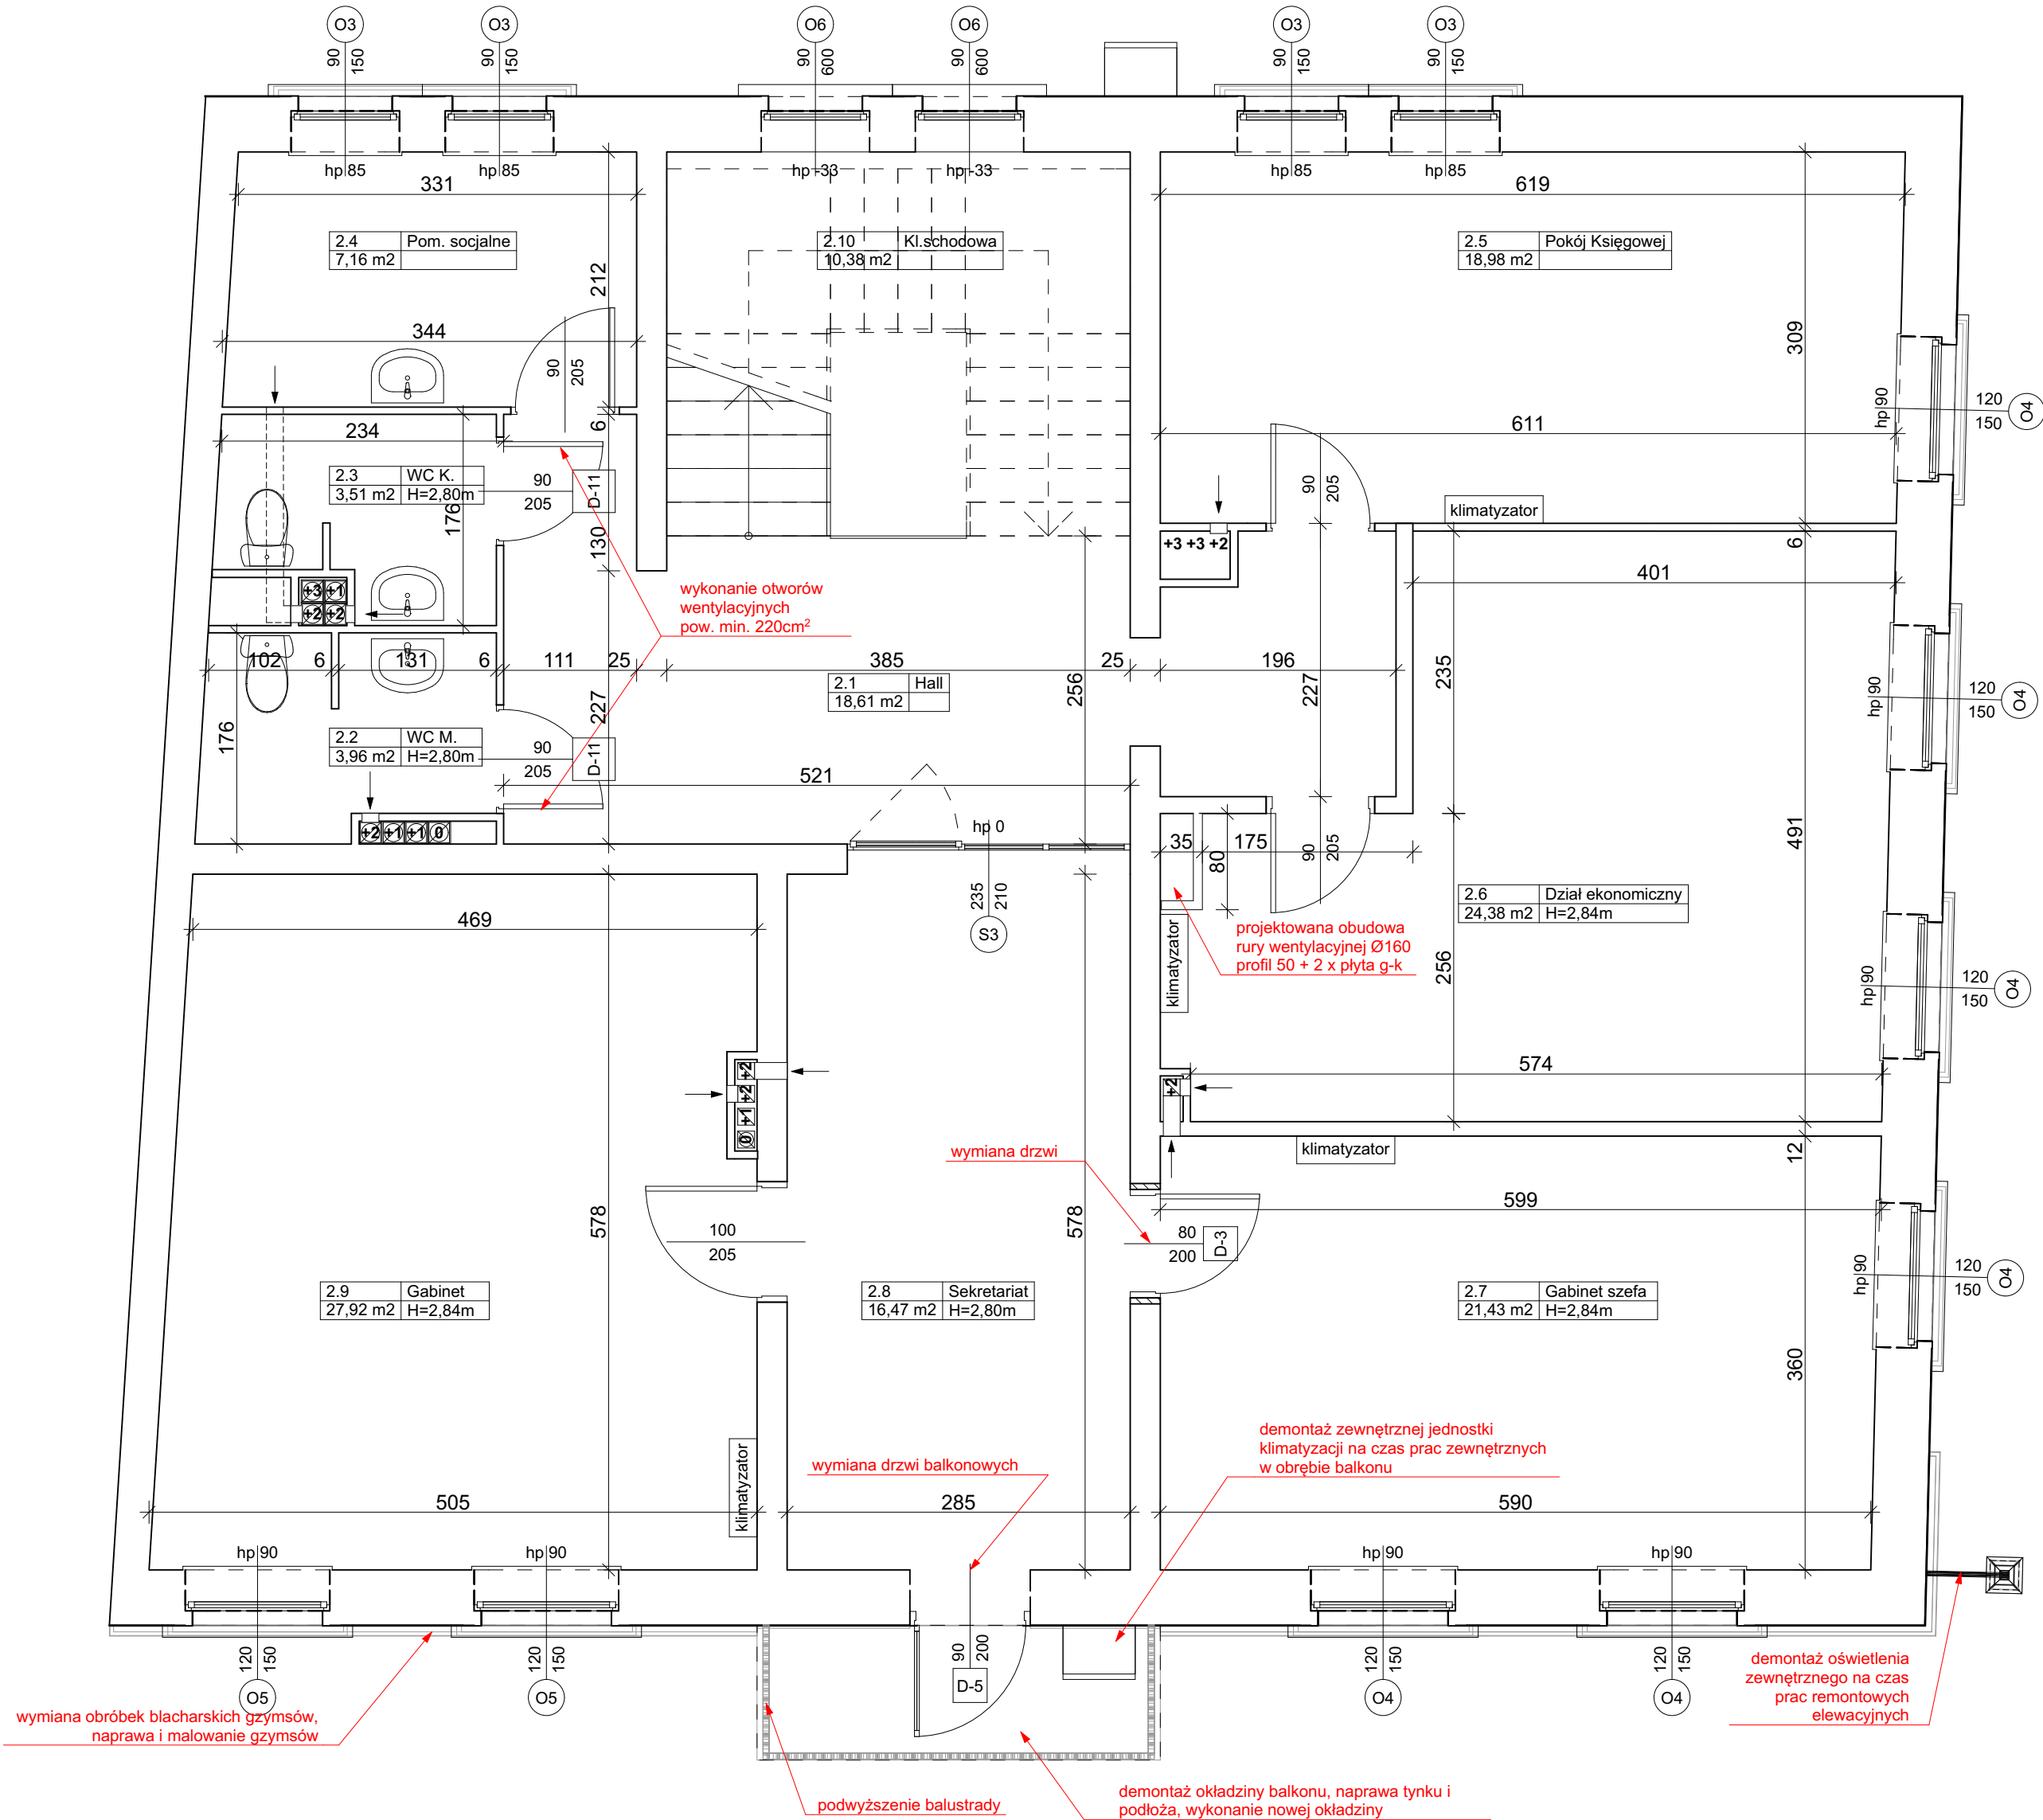 O3 O3 O6 O6 O3 O3
90 150 90 150 90 600 90 600 90 150 90 150
hp 85 hp 85 hp -33 hp -33 hp 85 hp 85
331 619
2.4 Pom. socjalne
7,16 m2
2.10 Kl.schodowa
10,38 m2
2.5 Pokój Księgowej
18,98 m2
212
344
309
90 205
hp 90 120 150 O4
234 6 611
2.3 WC K.
3,51 m2 H=2,80m
90 205 D-11
90 205
klimatyzator
176 130
+3 +3 +2
6
401
+3 +1
+2 +2
wykonanie otworów
wentylacyjnych
pow. min. 220cm²
102 6 131 6 111 25 385 25 196
2.1 Hall
18,61 m2
227 256 227 235
hp 90 120 150 O4
176
2.2 WC M.
3,96 m2 H=2,80m
90 205 D-11
521
+2 +1 +1 0
hp 0
35 175 80
90 205
491
235 210
S3
2.6 Dział ekonomiczny
24,38 m2 H=2,84m
469
klimatyzator
projektowana obudowa
rury wentylacyjnej Ø160
profil 50 + 2 x płyta g-k
256
hp 90 120 150 O4
574
+2 +2 +1 0
+2
wymiana drzwi
klimatyzator
12
599
578 578
100 205
80 200 D-3
hp 90 120 150 O4
2.9 Gabinet
27,92 m2 H=2,84m
2.8 Sekretariat
16,47 m2 H=2,80m
2.7 Gabinet szefa
21,43 m2 H=2,84m
360
demontaż zewnętrznej jednostki
klimatyzacji na czas prac zewnętrznych
w obrębie balkonu
wymiana drzwi balkonowych
klimatyzator
505 285 590
hp 90 hp 90 hp 90 hp 90
120 150 120 150 90 200 120 150 120 150
O5 O5 D-5 O4 O4
demontaż oświetlenia
zewnętrznego na czas
prac remontowych
elewacyjnych
wymiana obróbek blacharskich gzymsów,
naprawa i malowanie gzymsów
podwyższenie balustrady
demontaż okładziny balkonu, naprawa tynku i
podłoża, wykonanie nowej okładziny